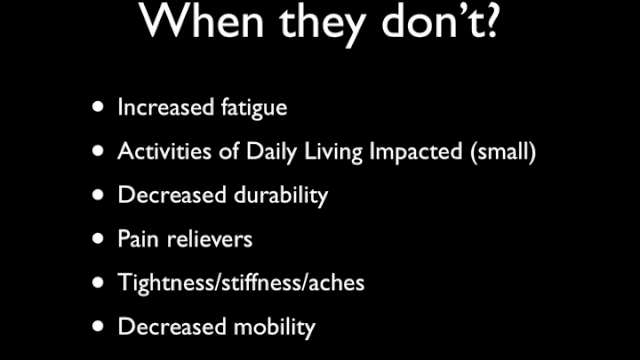 When they don't?
• Increased fatigue
• Activities of Daily Living Impacted (small)
• Decreased durability
• Pain relievers
• Tightness/stiffness/aches
• Decreased mobility